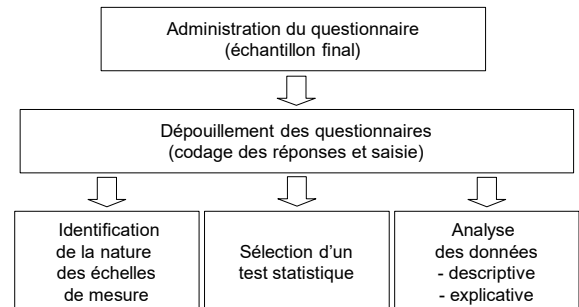 Administration du questionnaire
(échantillon final)
Dépouillement des questionnaires
(codage des réponses et saisie)
Identification
de la nature
des échelles
de mesure
Sélection d’un
test statistique
Analyse
des données
- descriptive
- explicative